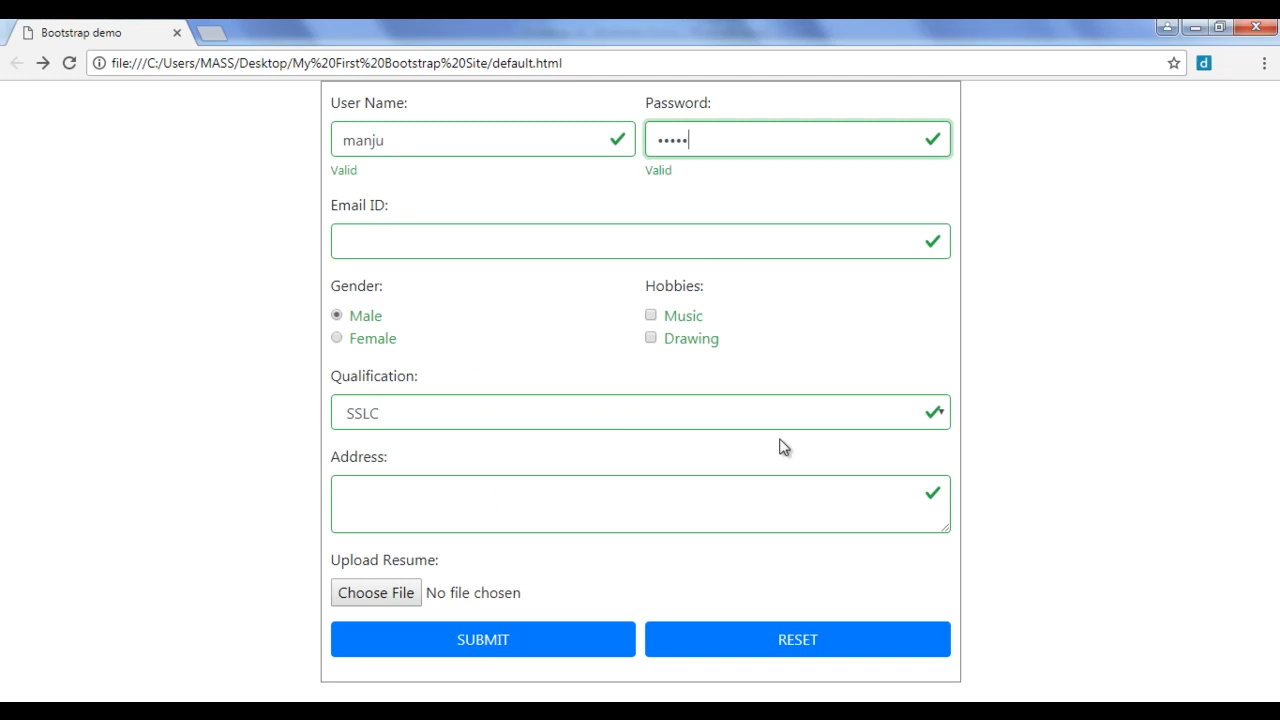 Bootstrap demo
file:///C:/Users/MASS/Desktop/My%20First%20Bootstrap%20Site/default.html
d
User Name: Password:
manju •••••
Valid Valid
Email ID:
Gender: Hobbies:
Male Music
Female Drawing
Qualification:
SSLC
Address:
Upload Resume:
Choose File No file chosen
SUBMIT RESET